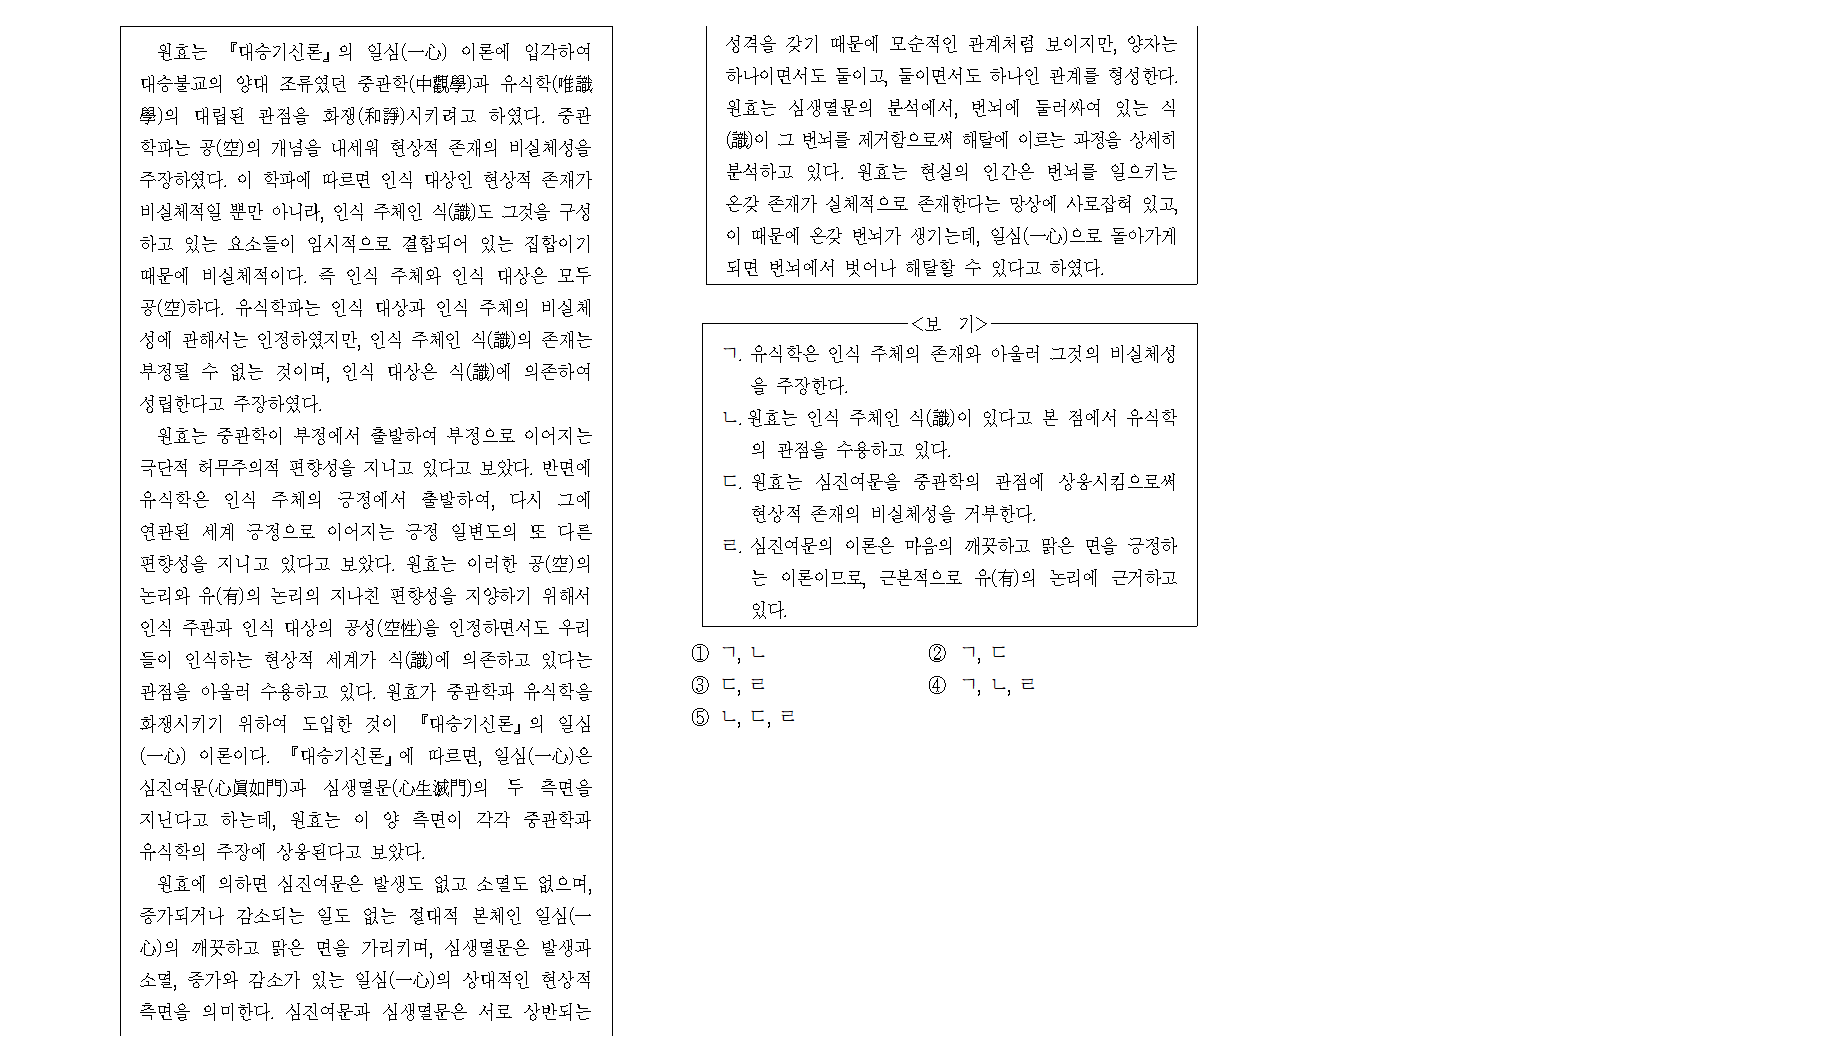 원효는 『대승기신론』의 일심(一心) 이론에 입각하여
대승불교의 양대 조류였던 중관학(中觀學)과 유식학(唯識
學)의 대립된 관점을 화쟁(和諍)시키려고 하였다. 중관
학파는 공(空)의 개념을 내세워 현상적 존재의 비실체성을
주장하였다. 이 학파에 따르면 인식 대상인 현상적 존재가
비실체적일 뿐만 아니라, 인식 주체인 식(識)도 그것을 구성
하고 있는 요소들이 임시적으로 결합되어 있는 집합이기
때문에 비실체적이다. 즉 인식 주체와 인식 대상은 모두
공(空)하다. 유식학파는 인식 대상과 인식 주체의 비실체
성에 관해서는 인정하였지만, 인식 주체인 식(識)의 존재는
부정될 수 없는 것이며, 인식 대상은 식(識)에 의존하여
성립한다고 주장하였다.
원효는 중관학이 부정에서 출발하여 부정으로 이어지는
극단적 허무주의적 편향성을 지니고 있다고 보았다. 반면에
유식학은 인식 주체의 긍정에서 출발하여, 다시 그에
연관된 세계 긍정으로 이어지는 긍정 일변도의 또 다른
편향성을 지니고 있다고 보았다. 원효는 이러한 공(空)의
논리와 유(有)의 논리의 지나친 편향성을 지양하기 위해서
인식 주관과 인식 대상의 공성(空性)을 인정하면서도 우리
들이 인식하는 현상적 세계가 식(識)에 의존하고 있다는
관점을 아울러 수용하고 있다. 원효가 중관학과 유식학을
화쟁시키기 위하여 도입한 것이 『대승기신론』의 일심
(一心) 이론이다. 『대승기신론』에 따르면, 일심(一心)은
심진여문(心眞如門)과 심생멸문(心生滅門)의 두 측면을
지닌다고 하는데, 원효는 이 양 측면이 각각 중관학과
유식학의 주장에 상응된다고 보았다.
원효에 의하면 심진여문은 발생도 없고 소멸도 없으며,
증가되거나 감소되는 일도 없는 절대적 본체인 일심(一
心)의 깨끗하고 맑은 면을 가리키며, 심생멸문은 발생과
소멸, 증가와 감소가 있는 일심(一心)의 상대적인 현상적
측면을 의미한다. 심진여문과 심생멸문은 서로 상반되는
성격을 갖기 때문에 모순적인 관계처럼 보이지만, 양자는
하나이면서도 둘이고, 둘이면서도 하나인 관계를 형성한다.
원효는 심생멸문의 분석에서, 번뇌에 둘러싸여 있는 식
(識)이 그 번뇌를 제거함으로써 해탈에 이르는 과정을 상세히
분석하고 있다. 원효는 현실의 인간은 번뇌를 일으키는
온갖 존재가 실체적으로 존재한다는 망상에 사로잡혀 있고,
이 때문에 온갖 번뇌가 생기는데, 일심(一心)으로 돌아가게
되면 번뇌에서 벗어나 해탈할 수 있다고 하였다.
<보 기>
ㄱ. 유식학은 인식 주체의 존재와 아울러 그것의 비실체성
을 주장한다.
ㄴ. 원효는 인식 주체인 식(識)이 있다고 본 점에서 유식학
의 관점을 수용하고 있다.
ㄷ. 원효는 심진여문을 중관학의 관점에 상응시킴으로써
현상적 존재의 비실체성을 거부한다.
ㄹ. 심진여문의 이론은 마음의 깨끗하고 맑은 면을 긍정하
는 이론이므로, 근본적으로 유(有)의 논리에 근거하고
있다.
① ㄱ, ㄴ ② ㄱ, ㄷ
③ ㄷ, ㄹ ④ ㄱ, ㄴ, ㄹ
⑤ ㄴ, ㄷ, ㄹ